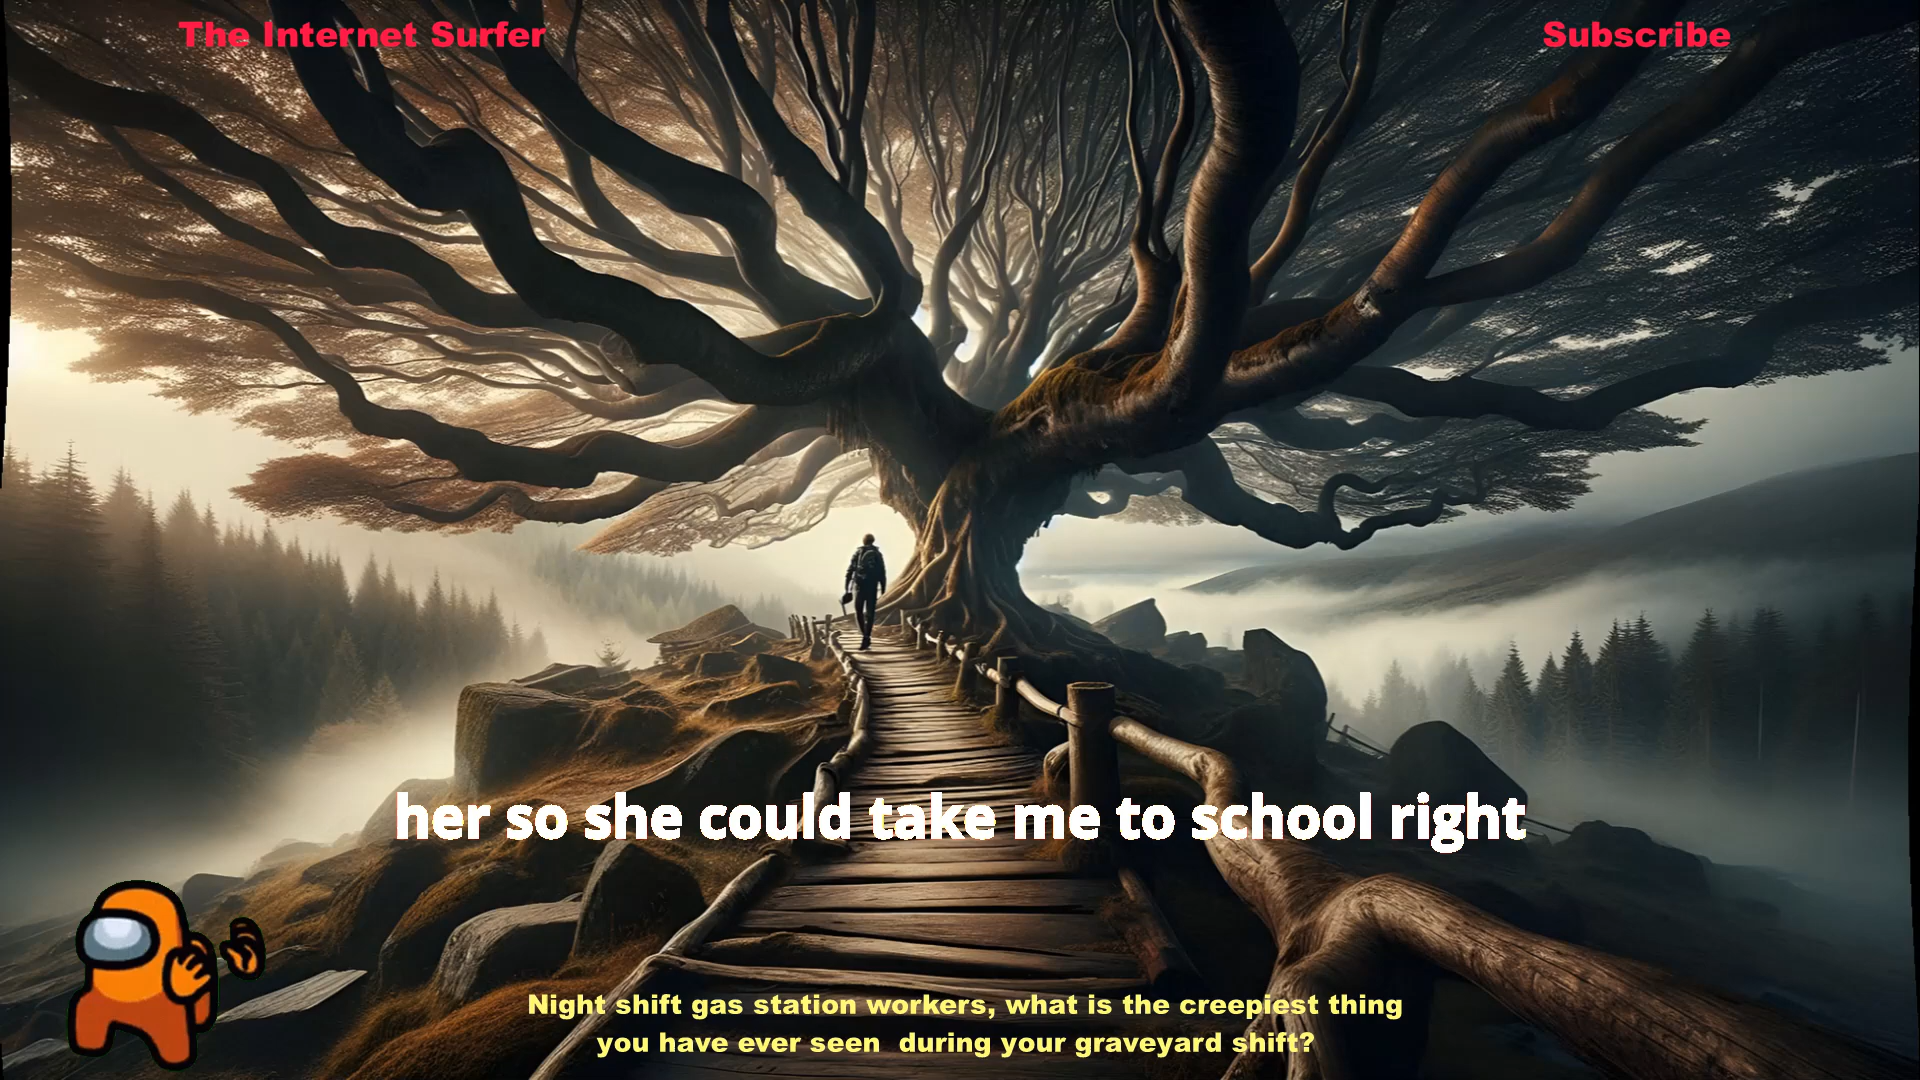 The Internet Surfer
Subscribe
her so she could take me to school right
Night shift gas station workers, what is the creepiest thing
you have ever seen  during your graveyard shift?